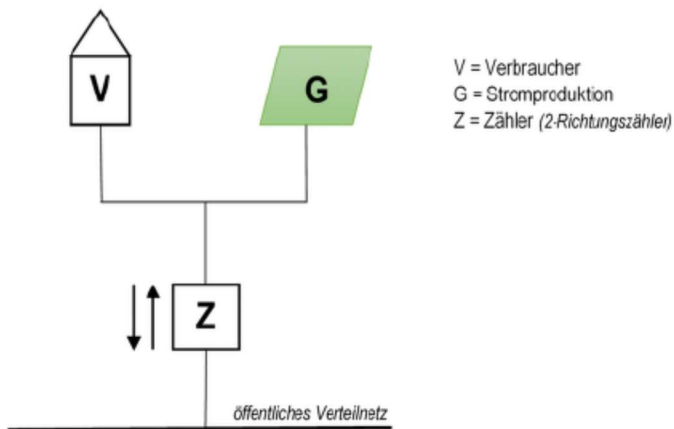 V
G
V = Verbraucher
G = Stromproduktion
Z = Zähler (2-Richtungszähler)
Z
öffentliches Verteilnetz